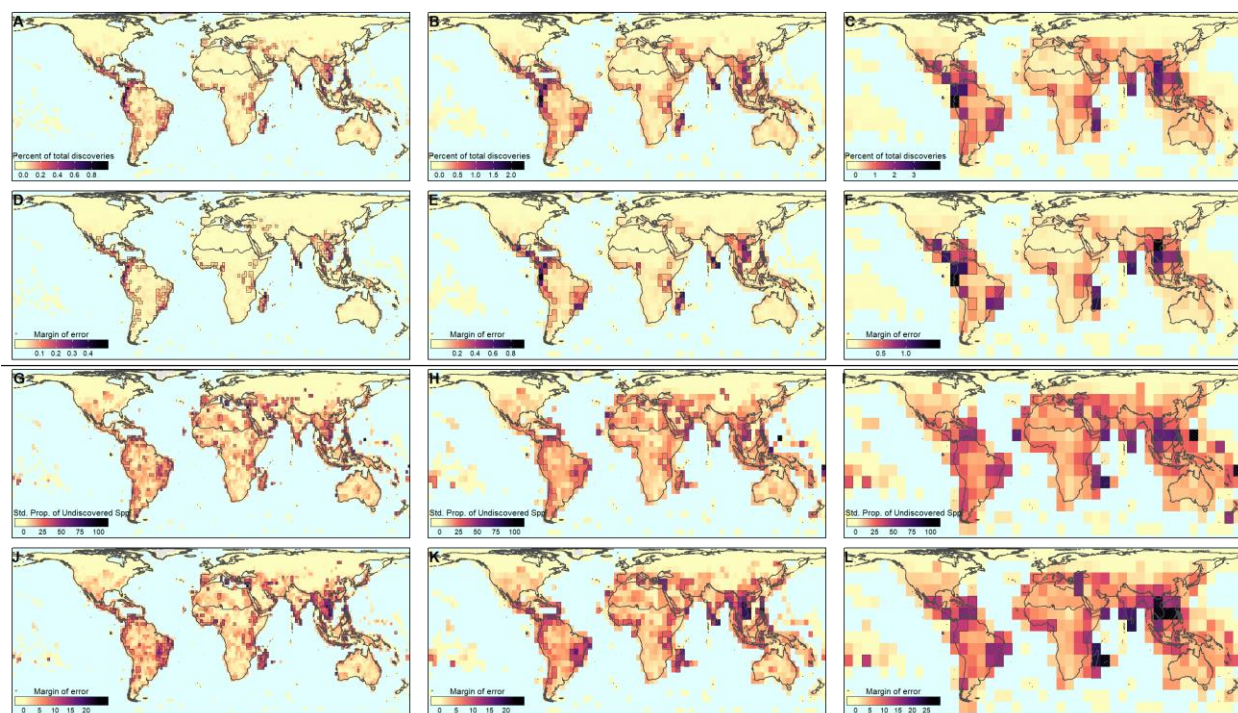 A
B
C
Percent of total discoveries
0.0 0.2 0.4 0.6 0.8
Percent of total discoveries
0.0 0.5 1.0 1.5 2.0
Percent of total discoveries
0 1 2 3
D
E
F
Margin of error
0.1 0.2 0.3 0.4
Margin of error
0.2 0.4 0.6 0.8
Margin of error
0.5 1.0
G
H
I
Std. Prop. of Undiscovered Spp
0 25 50 75 100
Std. Prop. of Undiscovered Spp
0 25 50 75 100
Std. Prop. of Undiscovered Spp
0 25 50 75 100
J
K
L
Margin of error
0 5 10 15 20
Margin of error
0 5 10 15 20
Margin of error
0 5 10 15 20 25